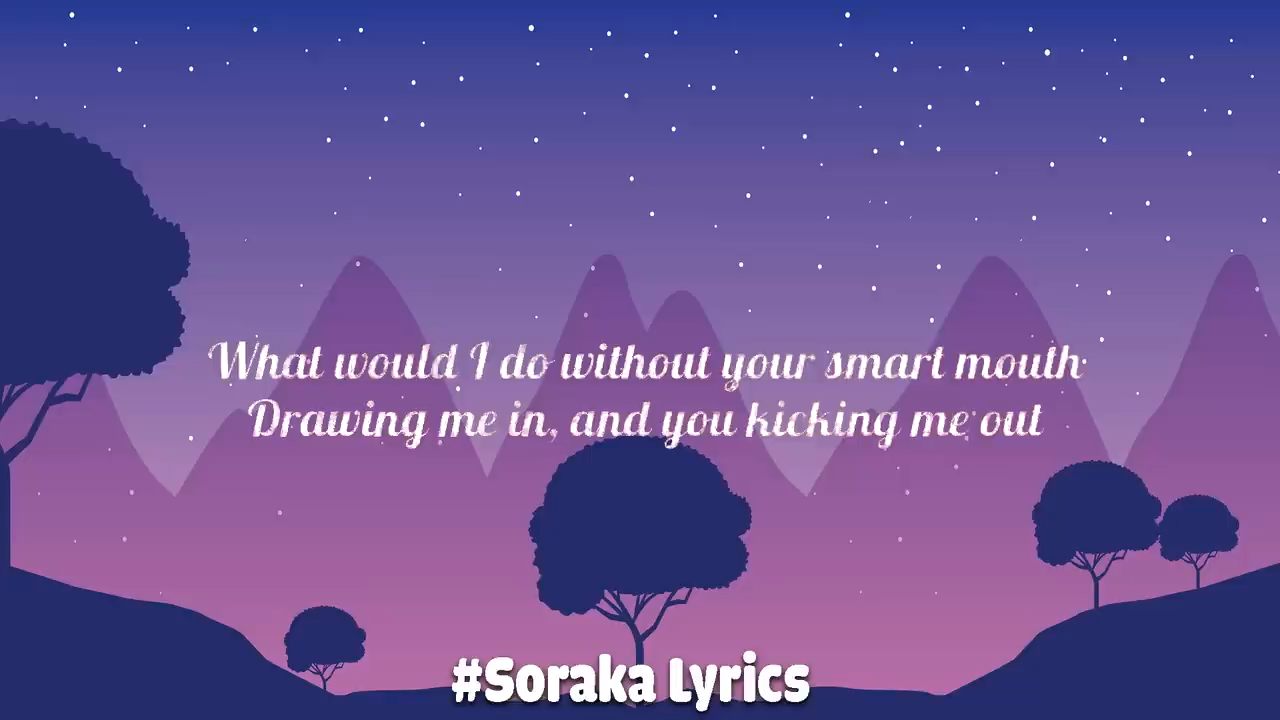 What would I do without your smart mouth
Drawing me in, and you kicking me out
#Soraka Lyrics